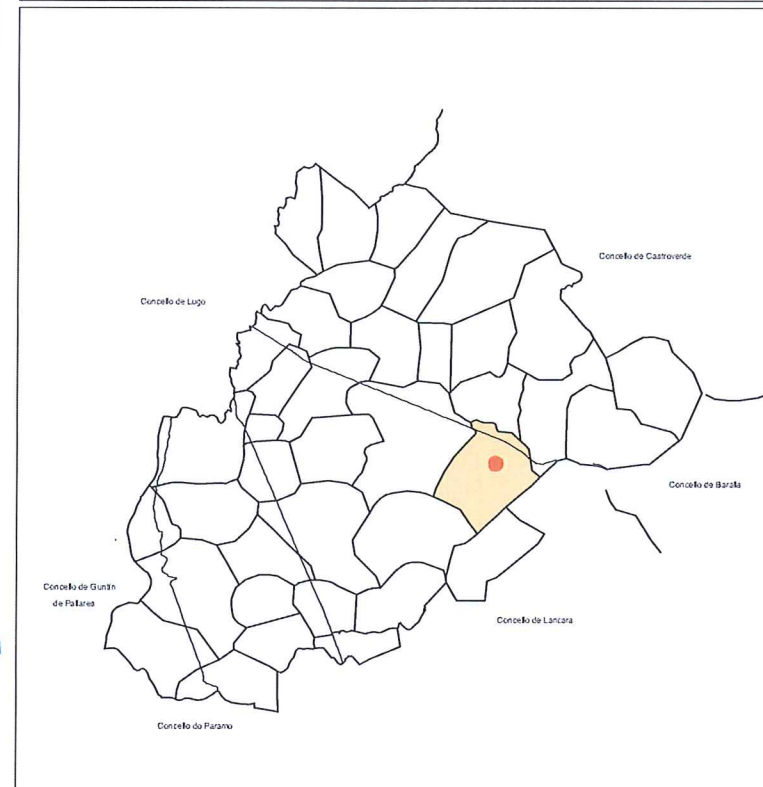 Concello de Castroverde
Concello de Lugo
Concello de Baralla
Concello de Guntín
de Pallares
Concello de Lancara
Concello do Paramo